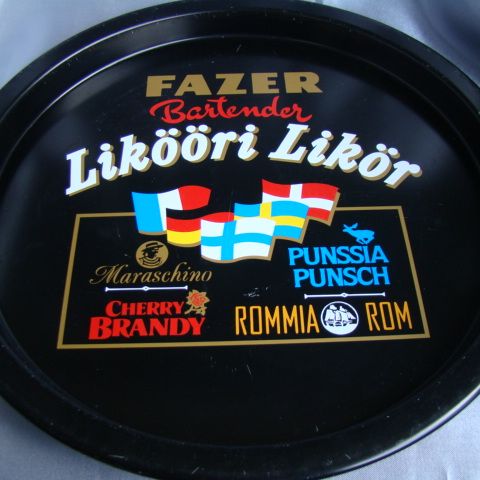 FAZER
Bartender
Likööri Likör
Maraschino
PUNSSIA
PUNSCH
CHERRY
BRANDY
ROMMIA ROM